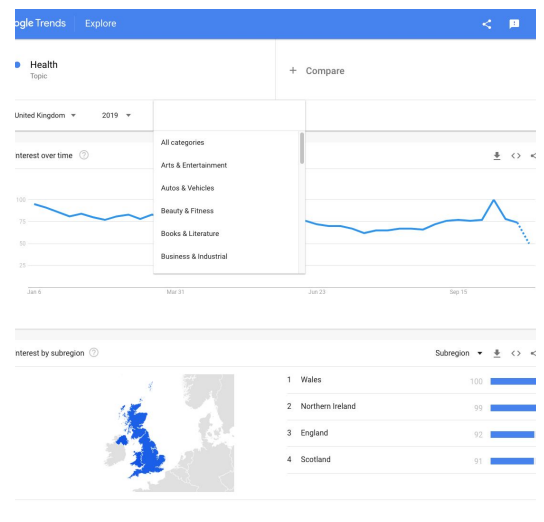 ogle Trends Explore
Health
Topic
+ Compare
United Kingdom
2019
All categories
Arts & Entertainment
Autos & Vehicles
Beauty & Fitness
Books & Literature
Business & Industrial
nterest over time
100
75
50
25
Jan 6
Mar 31
Jun 23
Sep 15
nterest by subregion
Subregion
1 Wales 100
2 Northern Ireland 99
3 England 92
4 Scotland 91